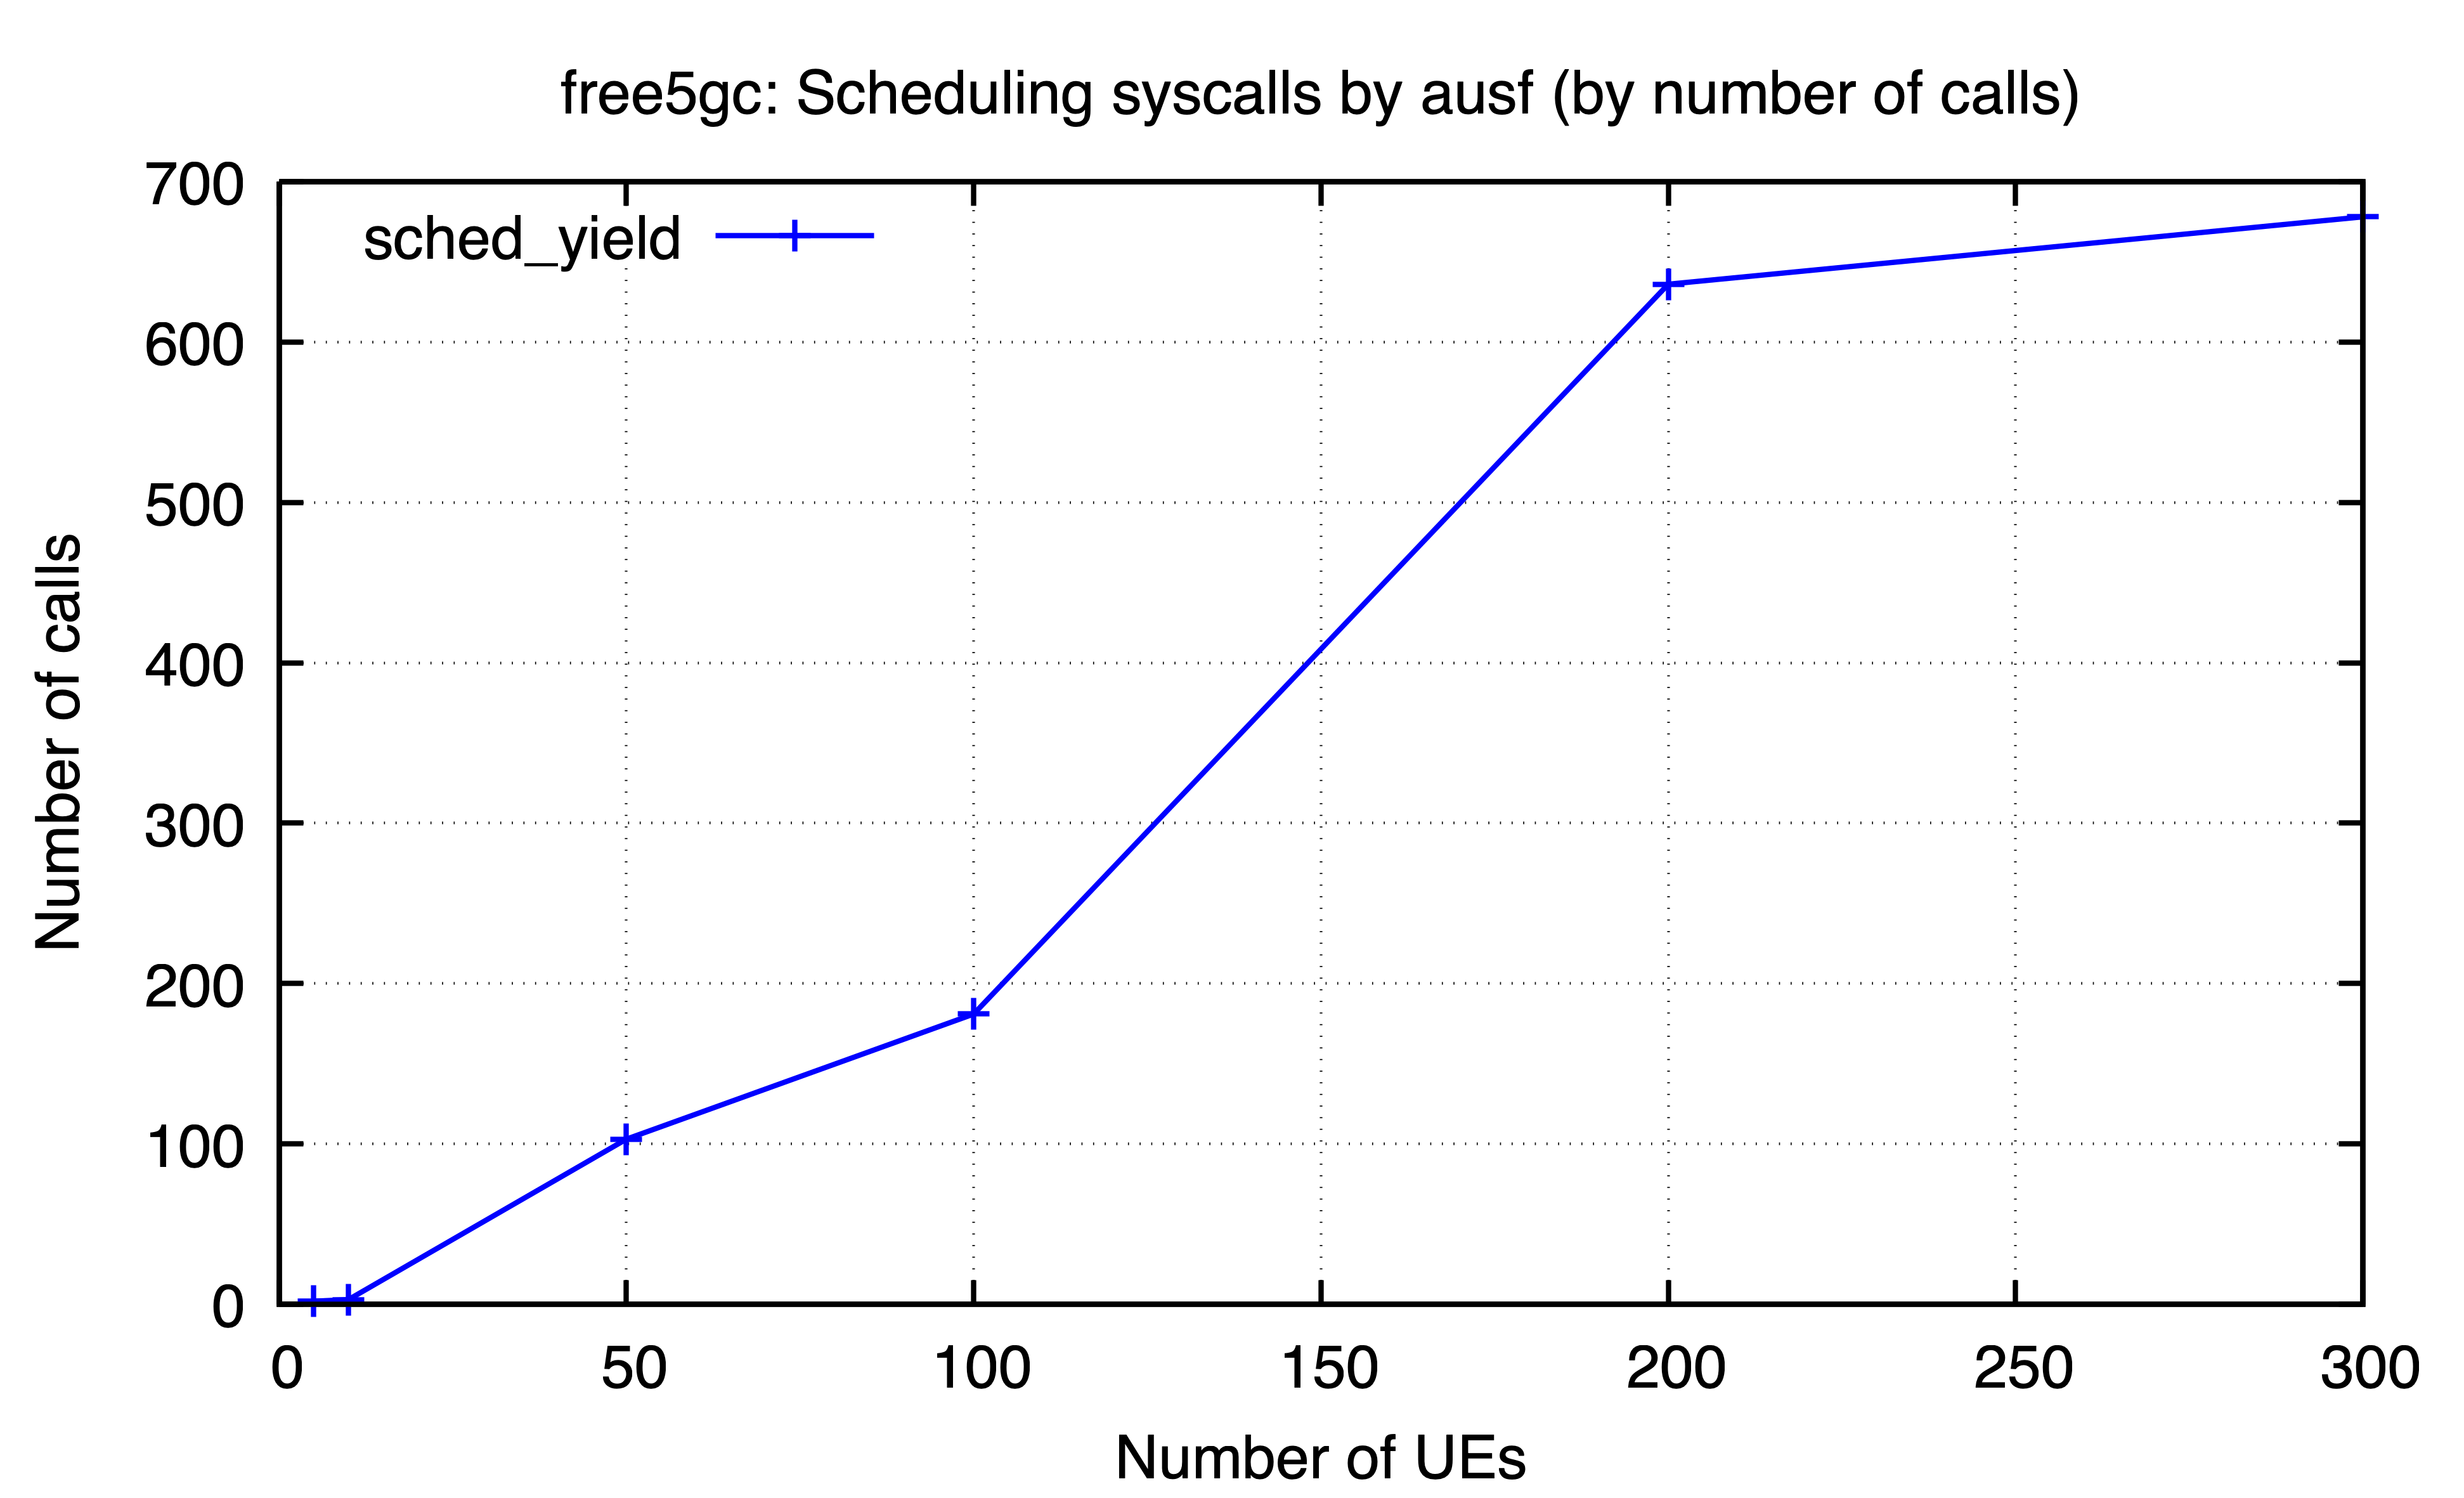 free5gc: Scheduling syscalls by ausf (by number of calls)
700
sched_yield
600
500
400
300
200
100
0
Number of calls
0 50 100 150 200 250 300
Number of UEs